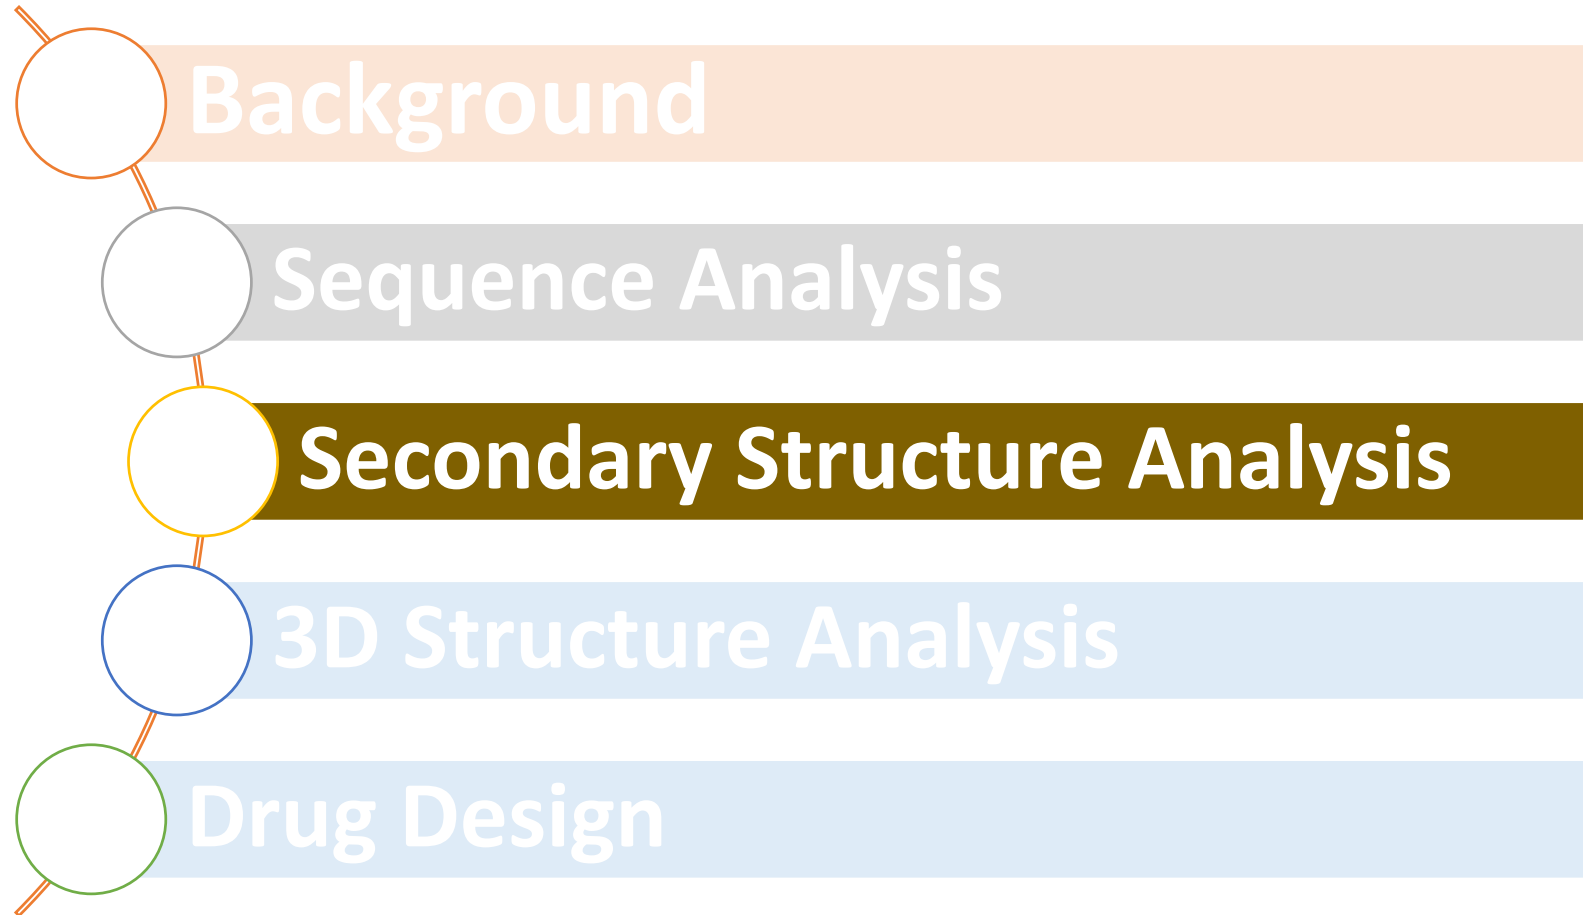 Background
Sequence Analysis
Secondary Structure Analysis
3D Structure Analysis
Drug Design